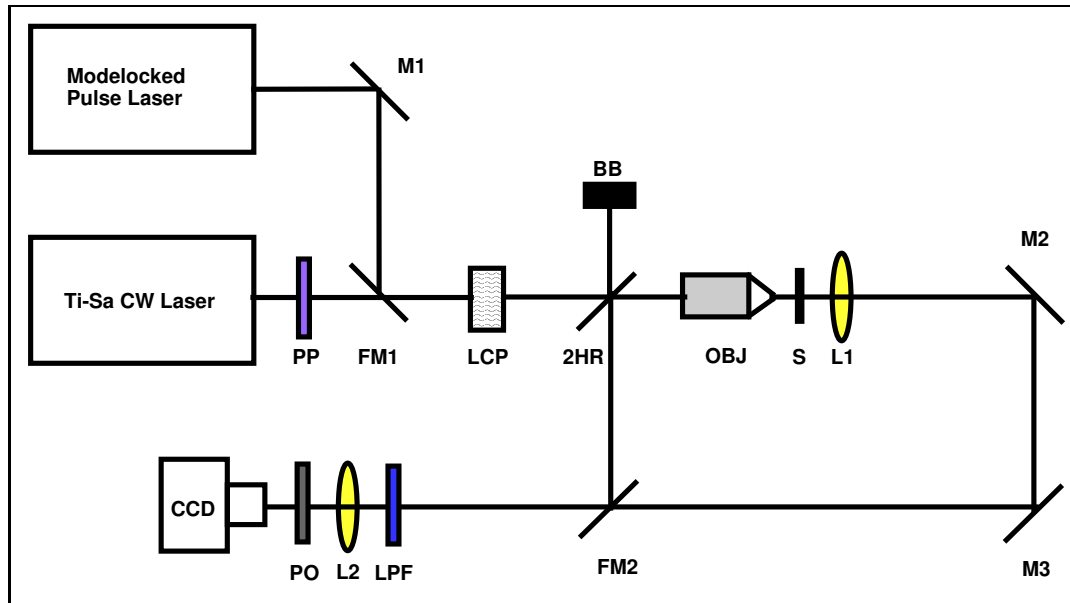 Modelocked
Pulse Laser
M1
BB
M2
Ti-Sa CW Laser
PP
FM1
LCP
2HR
OBJ
S
L1
CCD
PO
L2
LPF
FM2
M3